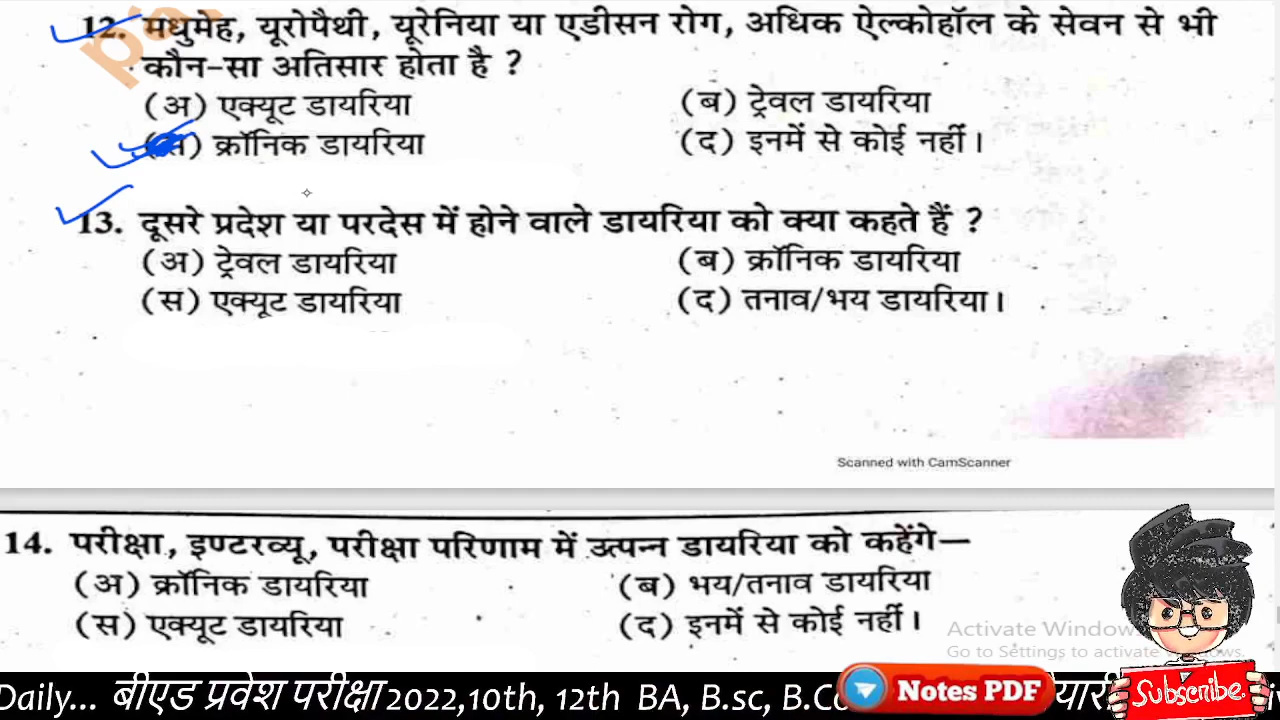 12. मधुमेह, यूरोपैथी, यूरेनिया या एडीसन रोग, अधिक ऐल्कोहॉल के सेवन से भी
कौन-सा अतिसार होता है ?
(अ) एक्यूट डायरिया (ब) ट्रेवल डायरिया
(स) क्रॉनिक डायरिया (द) इनमें से कोई नहीं।
13. दूसरे प्रदेश या परदेस में होने वाले डायरिया को क्या कहते हैं ?
(अ) ट्रेवल डायरिया (ब) क्रॉनिक डायरिया
(स) एक्यूट डायरिया (द) तनाव/भय डायरिया।
Scanned with CamScanner
14. परीक्षा, इण्टरव्यू, परीक्षा परिणाम में उत्पन्न डायरिया को कहेंगे—
(अ) क्रॉनिक डायरिया (ब) भय/तनाव डायरिया
(स) एक्यूट डायरिया (द) इनमें से कोई नहीं।
Activate Windows
Go to Settings to activate Windows.
Daily... बीएड प्रवेश परीक्षा 2022,10th, 12th BA, B.sc,
Notes PDF
Subscribe